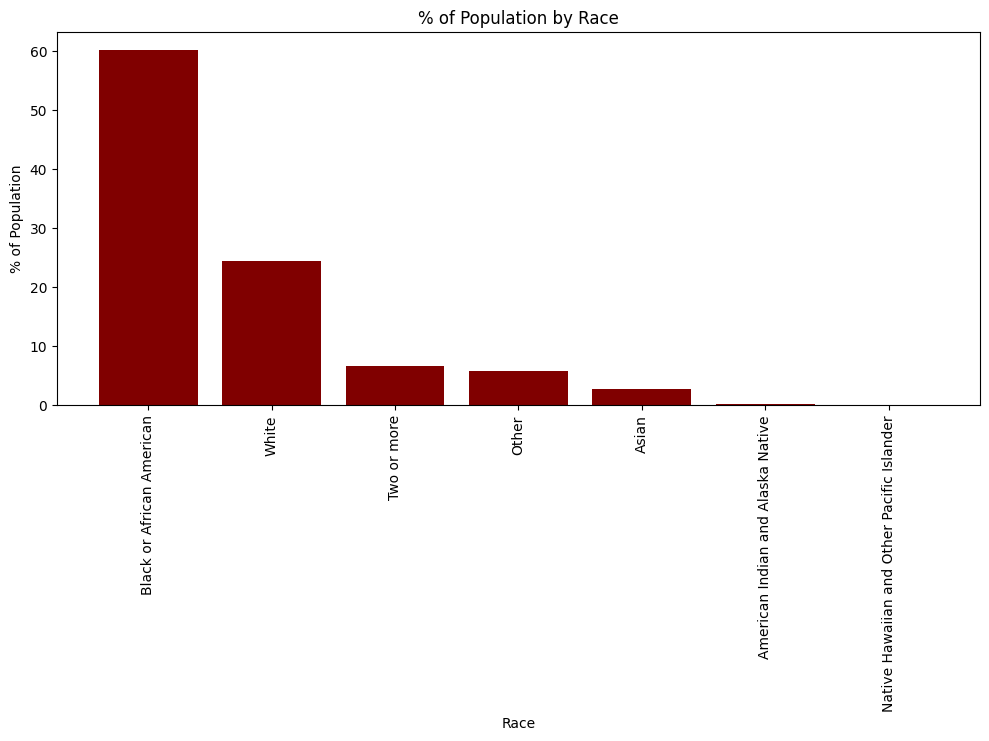 % of Population by Race
% of Population
60
50
40
30
20
10
0
Black or African American
White
Two or more
Other
Asian
American Indian and Alaska Native
Native Hawaiian and Other Pacific Islander
Race